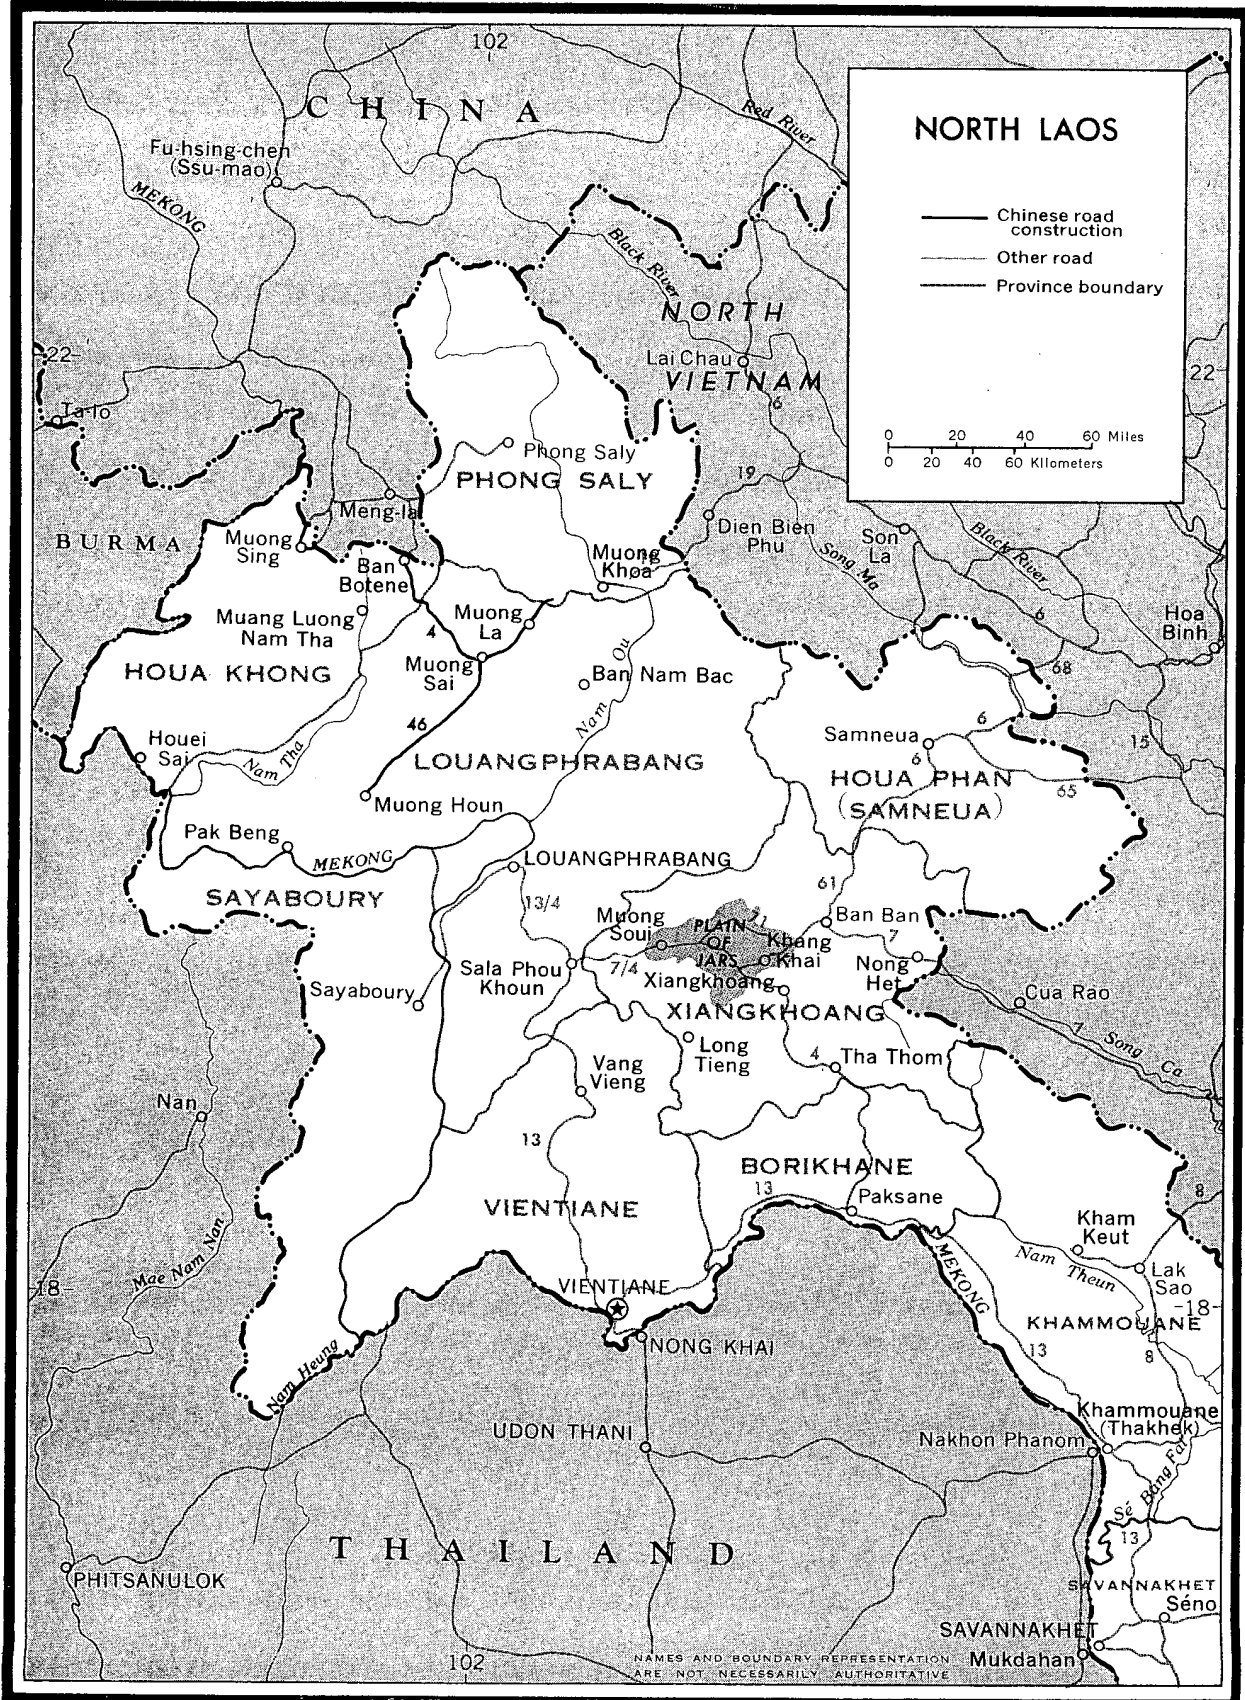 102
CHINA
Red River
NORTH LAOS
Fu-hsing-chen
(Ssu-mao)
MEKONG
Chinese road
construction
Other road
Province boundary
Black River
NORTH
VIETNAM
Lai Chau
22
22
6
Ta-lo
0 20 40 60 Miles
0 20 40 60 Kilometers
Phong Saly
PHONG SALY
19
Meng-la
BURMA
Muong
Sing
Ban
Botene
Muong
Khoa
Dien Bien
Phu
Son
La
Song Ma
Black River
6
Hoa
Binh
Muang Luong
Nam Tha
Muong
La
4
HOUA KHONG
Muong
Sai
Nam Ou
Ban Nam Bac
68
46
Houei
Sai
Nam Tha
LOUANGPHRABANG
Samneua
6
6
15
HOUA PHAN
(SAMNEUA)
65
Muong Houn
Pak Beng
MEKONG
LOUANGPHRABANG
SAYABOURY
13/4
61
Muong
Soui
PLAIN
OF
JARS
Khang
Khai
Ban Ban
7
Nong
Het
Sala Phou
Khoun
7/4
Xiangkhoang
Sayaboury
XIANGKHOANG
Cua Rao
7
Song Ca
Long
Tieng
4
Tha Thom
Vang
Vieng
Nan
13
BORIKHANE
13
Paksane
VIENTIANE
8
Kham
Keut
Mae Nam Nan
Nam Theun
Lak
Sao
18
MEKONG
18
VIENTIANE
KHAMMOUANE
NONG KHAI
13
8
Nam Heung
Khammouane
(Thakhek)
UDON THANI
Nakhon Phanom
Sé Bang Fai
13
THAILAND
PHITSANULOK
SAVANNAKHET
Séno
SAVANNAKHET
Mukdahan
102
NAMES AND BOUNDARY REPRESENTATION
ARE NOT NECESSARILY AUTHORITATIVE